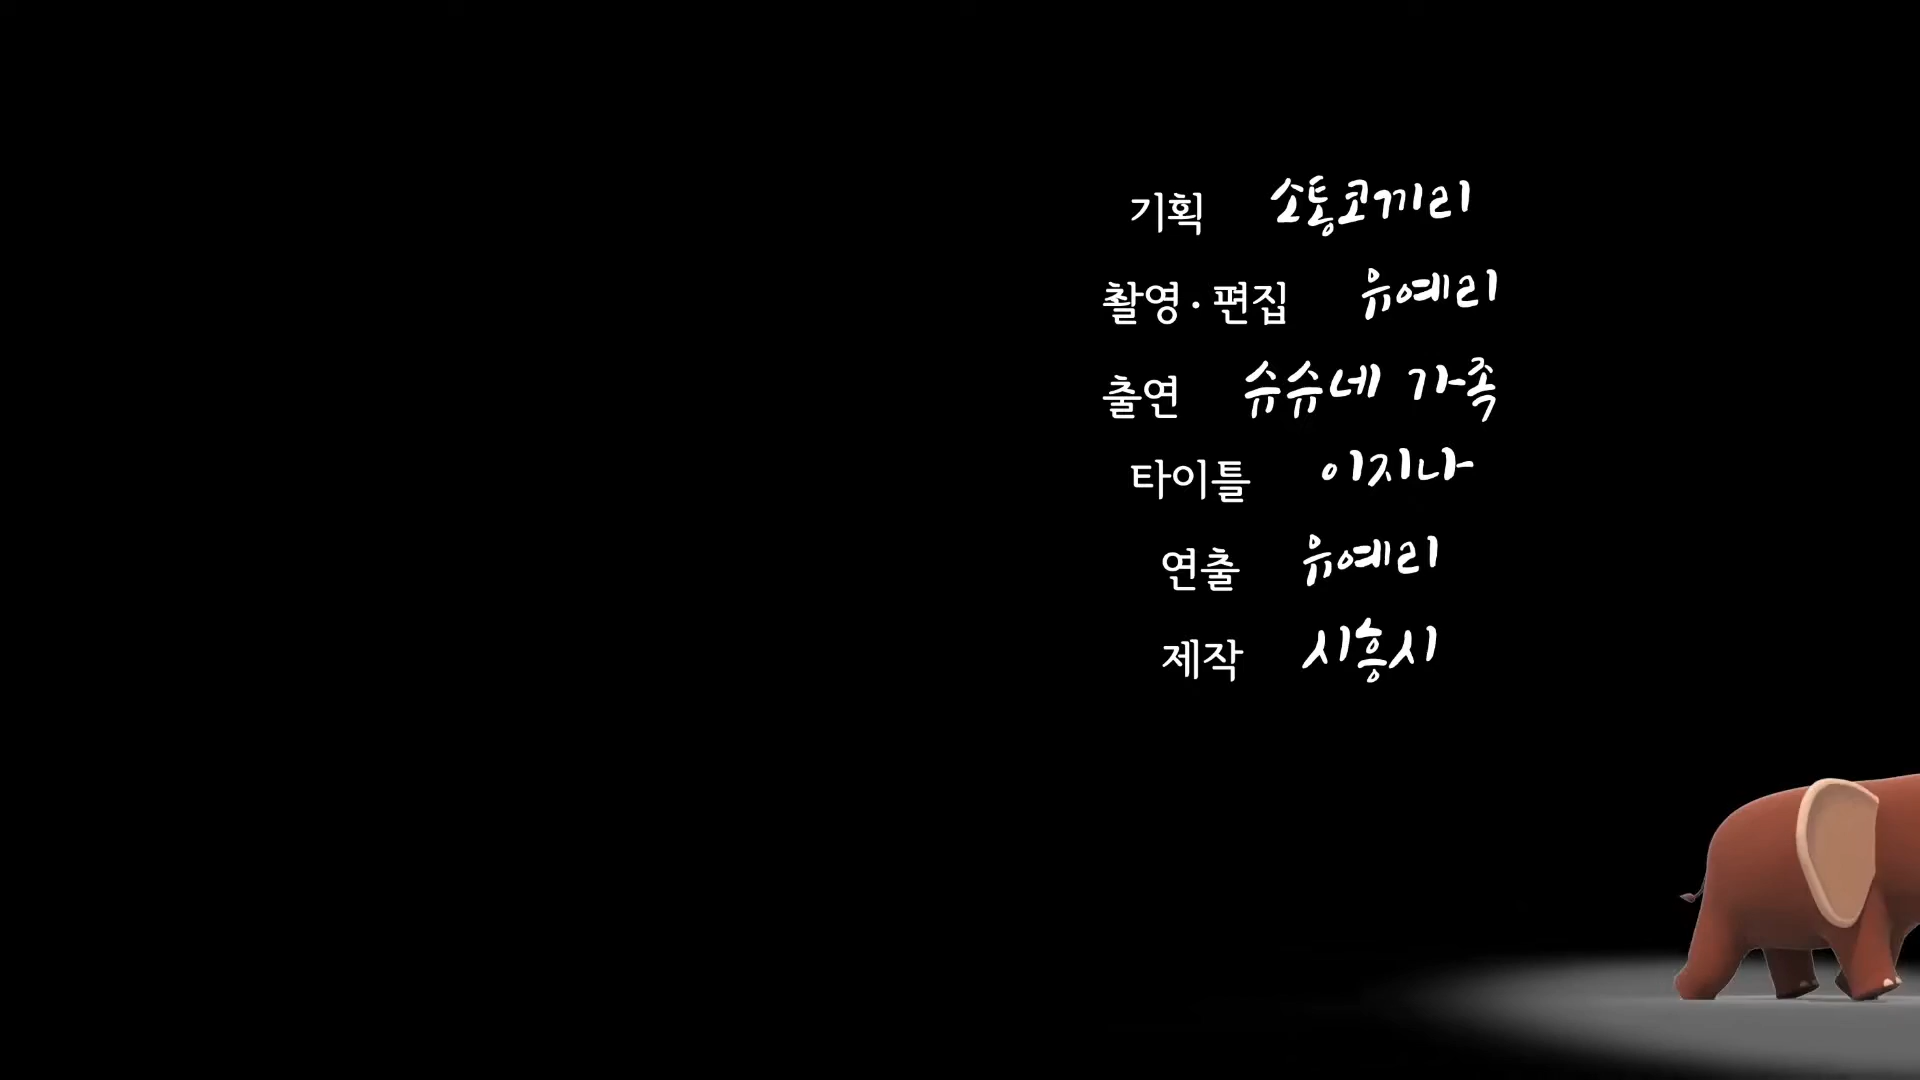 기획 소통코끼리
촬영·편집 유예리
출연 슈슈네 가족
타이틀 이지나
연출 유예리
제작 시흥시